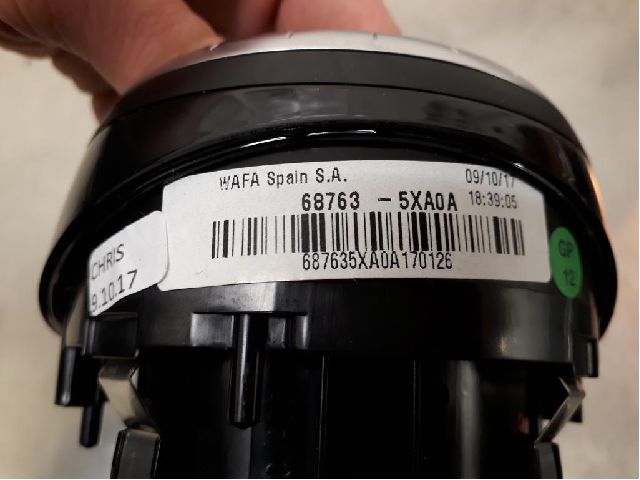 WAFA Spain S.A.
09/10/17
68763 - 5XA0A
18:39:05
687635XA0A170126
CHRIS
9.10.17
GP
12